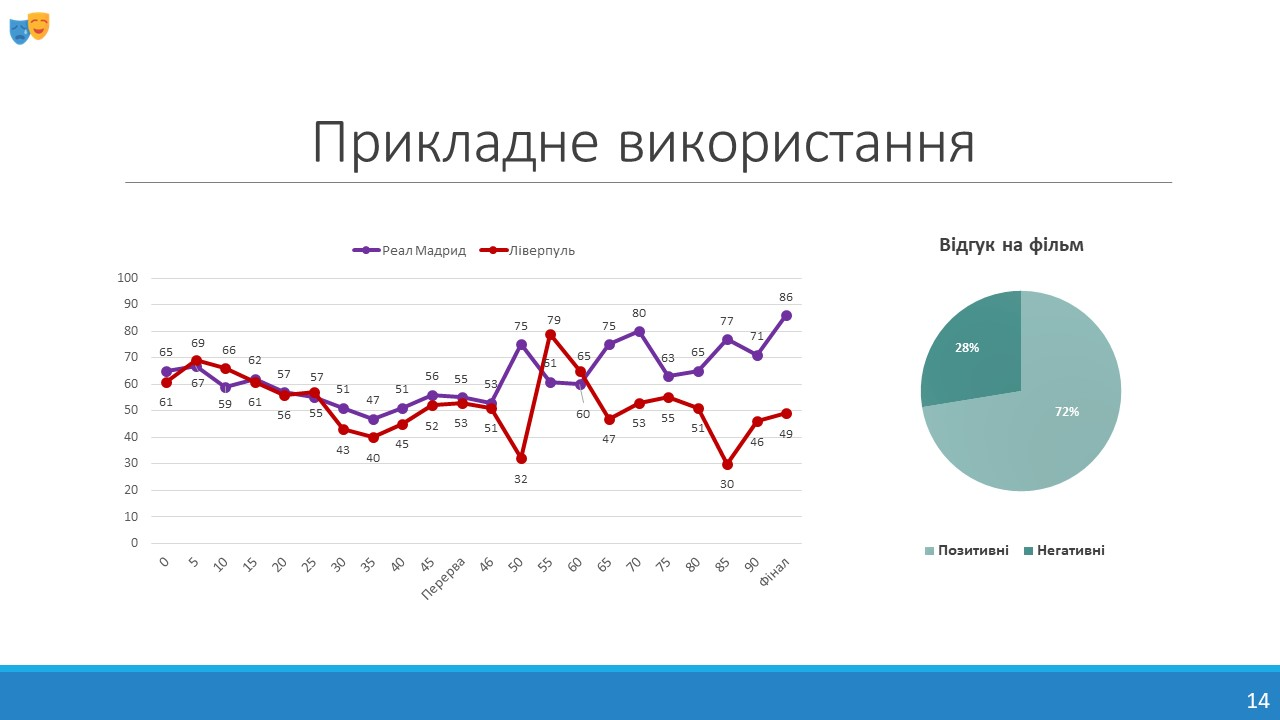 Прикладне використання
Реал Мадрид Ліверпуль
100
90
80
70
60
50
40
30
20
10
0
65 67 59 62 57 55 51 47 51 56 55 53 75 61 60 75 80 63 65 77 71 86
61 69 66 61 56 57 43 40 45 52 53 51 32 79 65 47 53 55 51 30 46 49
0 5 10 15 20 25 30 35 40 45 Перерва 46 50 55 60 65 70 75 80 85 90 Фінал
Відгук на фільм
28%
72%
Позитивні Негативні
14